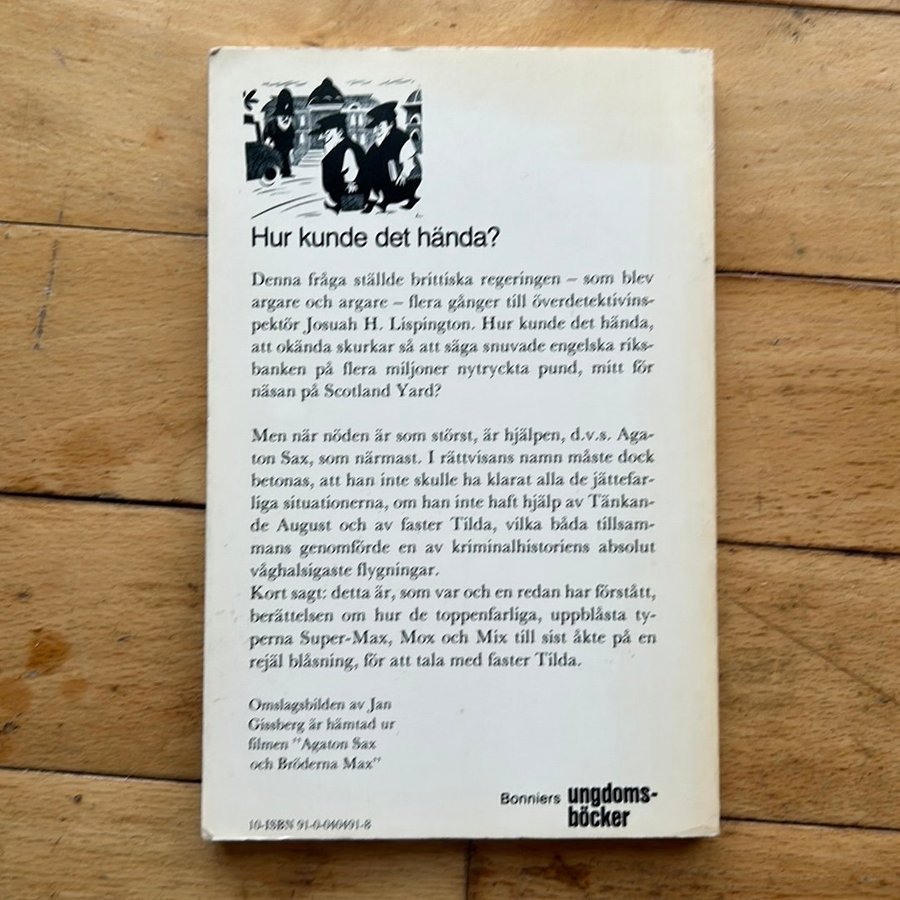 Hur kunde det hända?
Denna fråga ställde brittiska regeringen – som blev
argare och argare – flera gånger till överdetektivins-
pektör Josuah H. Lispington. Hur kunde det hända,
att okända skurkar så att säga snuvade engelska riks-
banken på flera miljoner nytryckta pund, mitt för
näsan på Scotland Yard?
Men när nöden är som störst, är hjälpen, d.v.s. Aga-
ton Sax, som närmast. I rättvisans namn måste dock
betonas, att han inte skulle ha klarat alla de jättefar-
liga situationerna, om han inte haft hjälp av Tänkan-
de August och av faster Tilda, vilka båda tillsam-
mans genomförde en av kriminalhistoriens absolut
våghalsigaste flygningar.
Kort sagt: detta är, som var och en redan har förstått,
berättelsen om hur de toppenfarliga, uppblåsta ty-
perna Super-Max, Mox och Mix till sist åkte på en
rejäl blåsning, för att tala med faster Tilda.
Omslagsbilden av Jan
Gissberg är hämtad ur
filmen "Agaton Sax
och Bröderna Max"
Bonniers ungdoms-
böcker
10-ISBN 91-0-040491-8